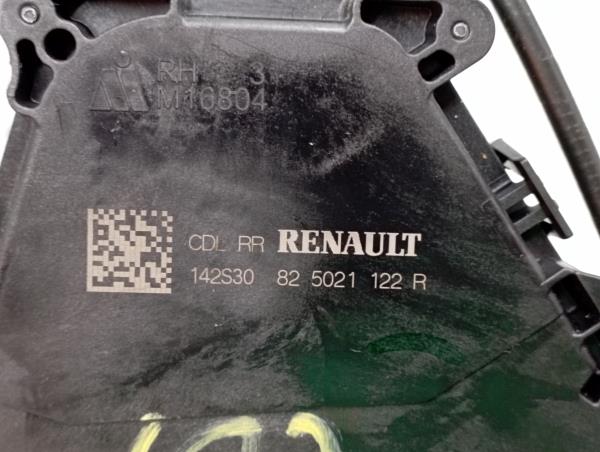 RH 3
M16804
CDL RR RENAULT
142S30 82 5021 122 R